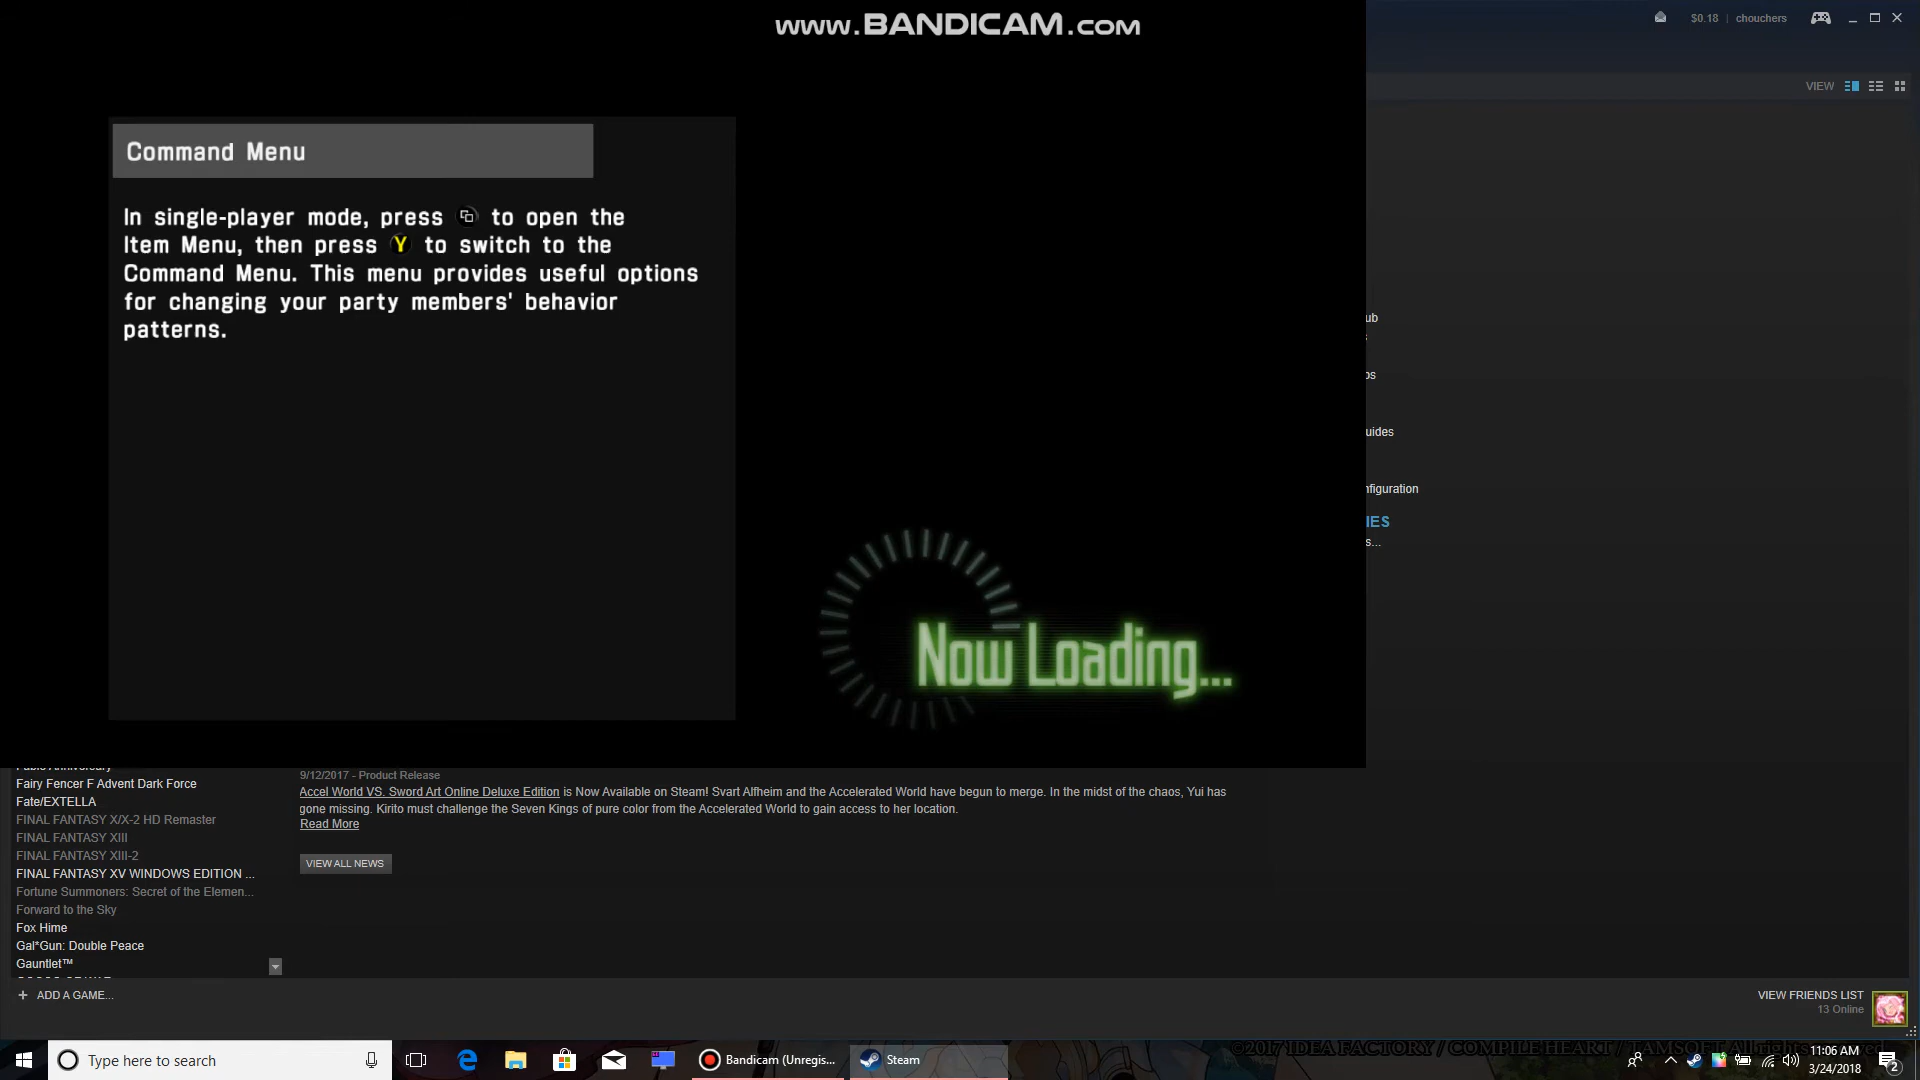 www.BANDICAM.com
$0.18 | chouchers
VIEW
Command Menu
In single-player mode, press to open the
Item Menu, then press Y to switch to the
Command Menu. This menu provides useful options
for changing your party members' behavior
patterns.
ub
s
os
uides
nfiguration
IES
s...
Now Loading...
Fairy Fencer F Advent Dark Force
Fate/EXTELLA
FINAL FANTASY X/X-2 HD Remaster
FINAL FANTASY XIII
FINAL FANTASY XIII-2
FINAL FANTASY XV WINDOWS EDITION ...
Fortune Summoners: Secret of the Elemen...
Forward to the Sky
Fox Hime
Gal*Gun: Double Peace
Gauntlet™
9/12/2017 - Product Release
Accel World VS. Sword Art Online Deluxe Edition is Now Available on Steam! Svart Alfheim and the Accelerated World have begun to merge. In the midst of the chaos, Yui has
gone missing. Kirito must challenge the Seven Kings of pure color from the Accelerated World to gain access to her location.
Read More
VIEW ALL NEWS
+ ADD A GAME...
VIEW FRIENDS LIST
13 Online
©2017 IDEA FACTORY / COMPILE HEART / TAMSOFT All rights reserved.
Type here to search
Bandicam (Unregis...
Steam
11:06 AM
3/24/2018
2